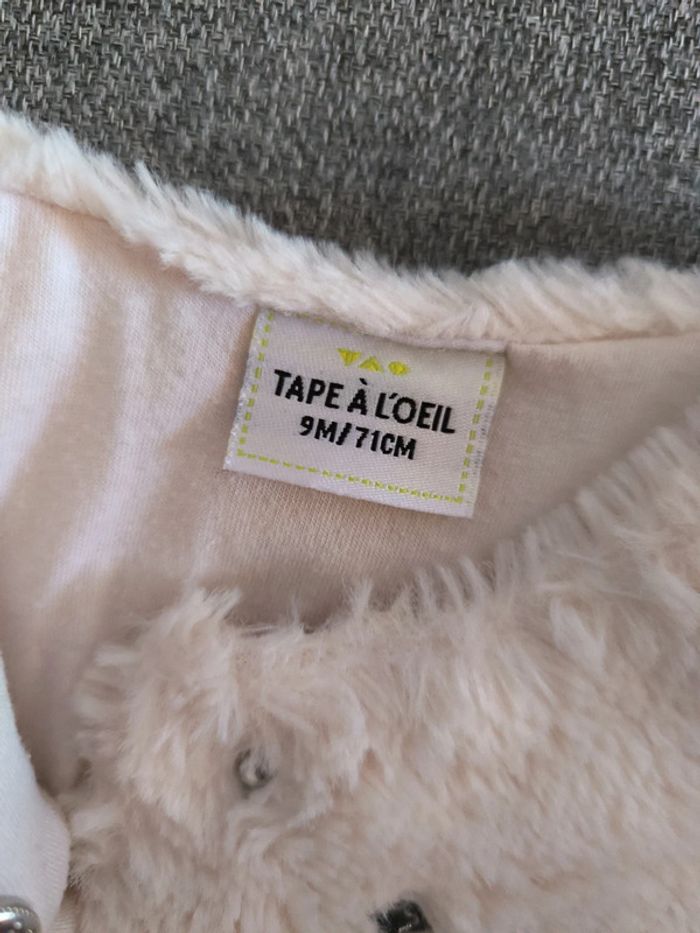 TAO
TAPE À L'OEIL
9M/71CM